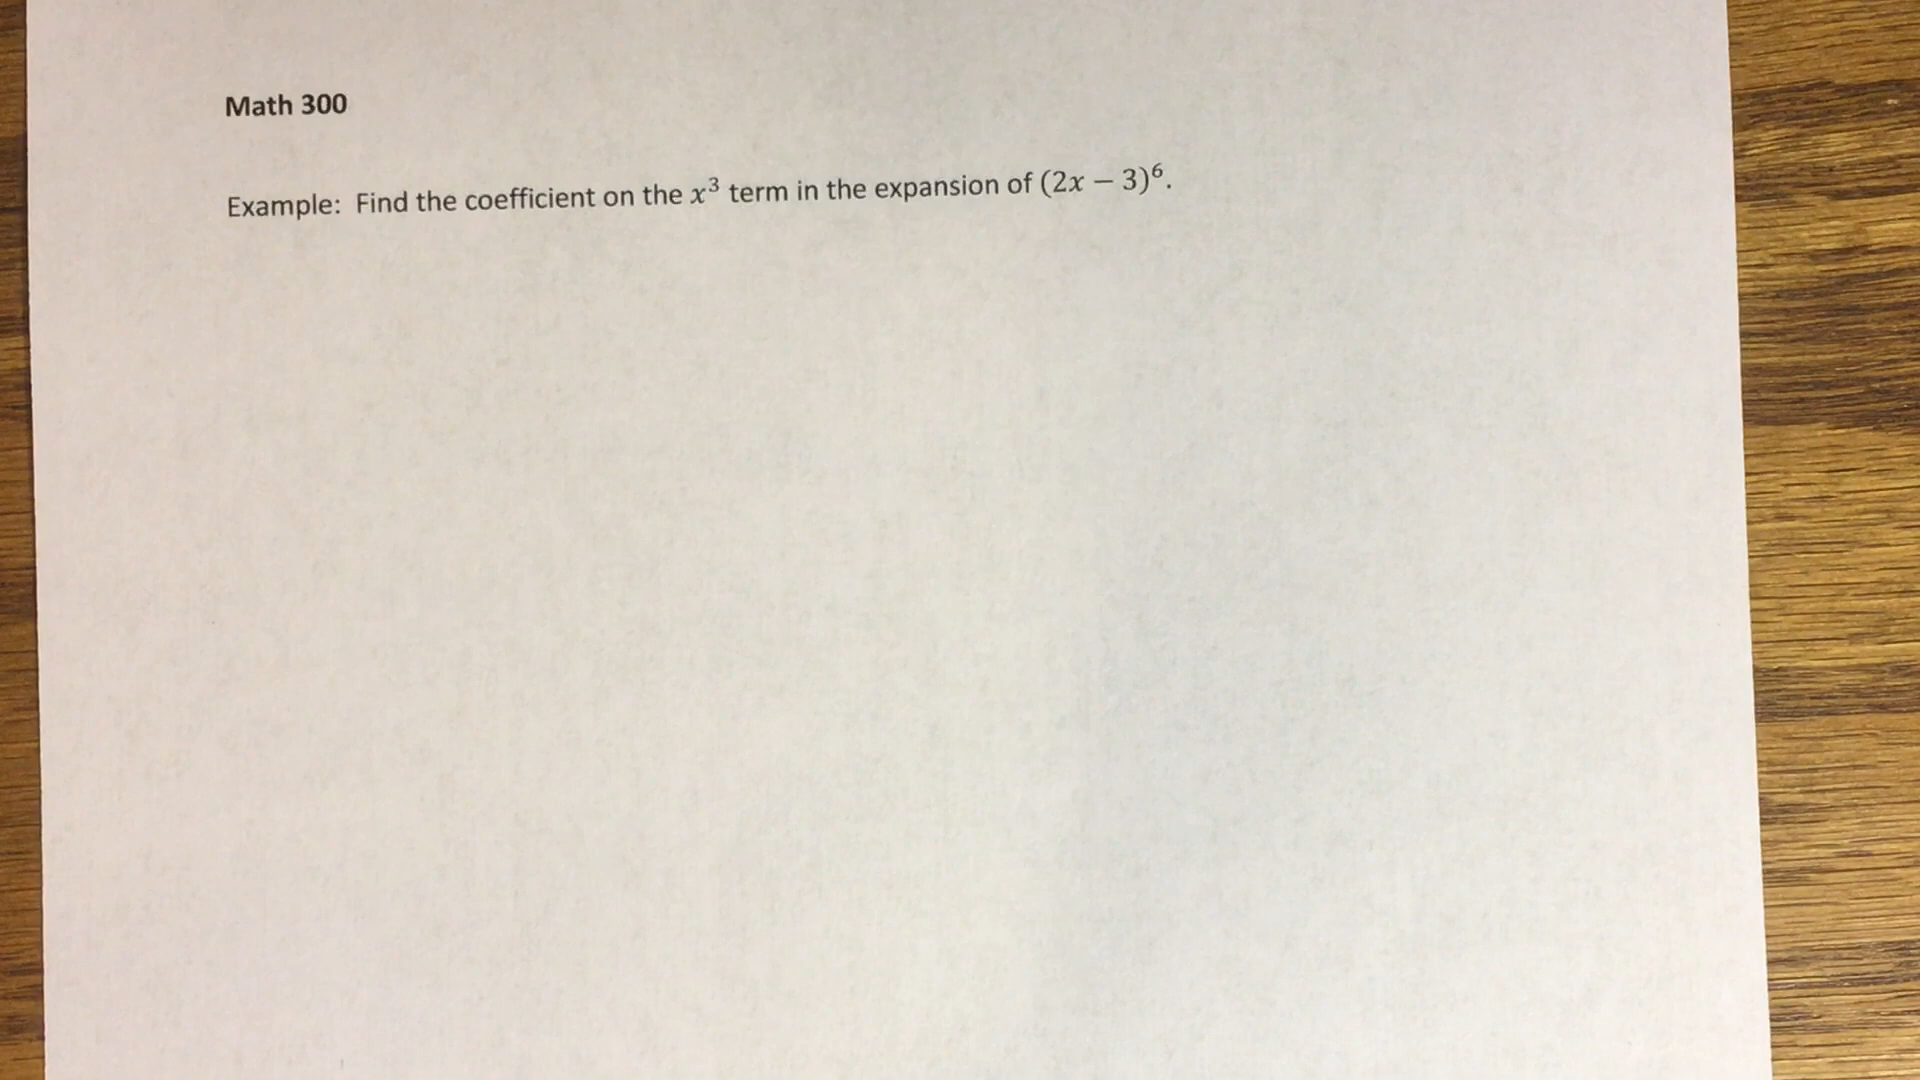 Math 300
Example: Find the coefficient on the x³ term in the expansion of (2x − 3)⁶.